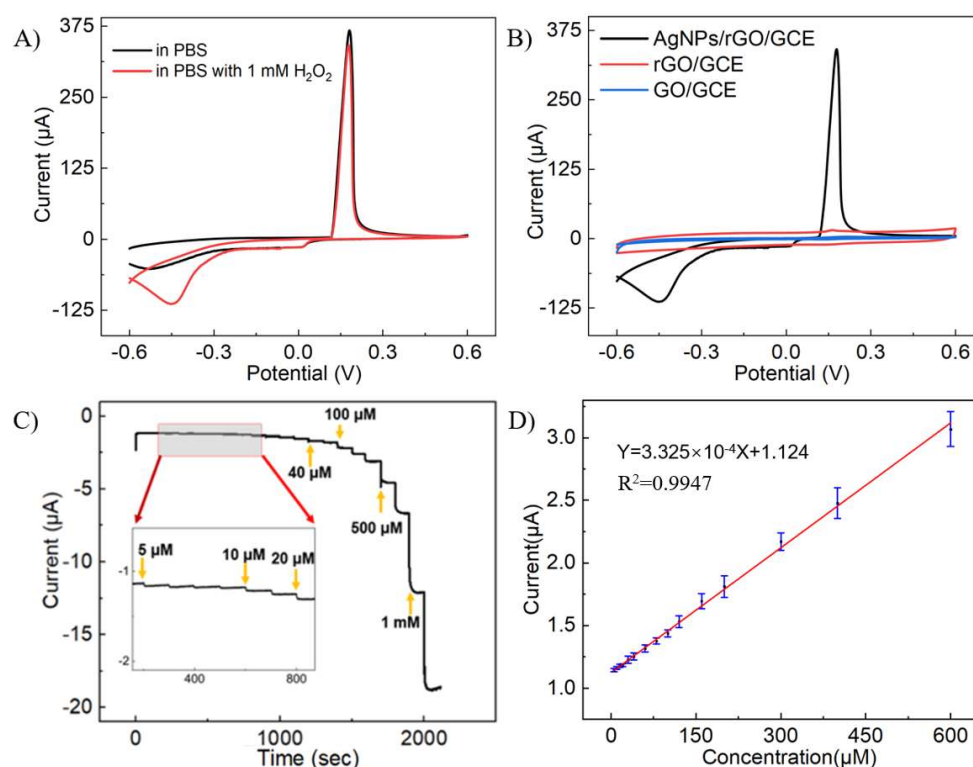 A)
375
250
125
0
-125
Current (µA)
in PBS
in PBS with 1 mM H₂O₂
-0.6
-0.3
0.0
0.3
0.6
Potential (V)
B)
375
250
125
0
-125
Current (µA)
AgNPs/rGO/GCE
rGO/GCE
GO/GCE
-0.6
-0.3
0.0
0.3
0.6
Potential (V)
C)
0
-5
-10
-15
-20
Current (µA)
100 µM
40 µM
500 µM
1 mM
5 µM
10 µM
20 µM
-1
-2
400
600
800
0
1000
2000
Time (sec)
D)
3.0
2.5
2.0
1.5
1.0
Current(µA)
Y=3.325×10⁻⁴X+1.124
R²=0.9947
0
150
300
450
600
Concentration(µM)